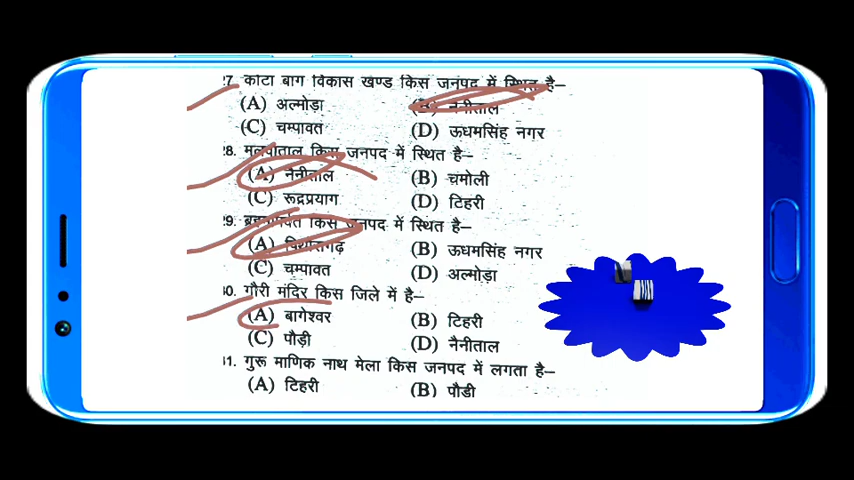 !7. काटा बाग विकास खण्ड किस जनपद में स्थित है–
(A) अल्मोड़ा (B) नैनीताल
(C) चम्पावत (D) ऊधमसिंह नगर
!8. किस जनपद में स्थित है–
(A) नैनीताल (B) चमोली
(C) रूद्रप्रयाग (D) टिहरी
!9. किस जनपद में स्थित है–
(A) पिथौरागढ़ (B) ऊधमसिंह नगर
(C) चम्पावत (D) अल्मोड़ा
!0. गौरी मंदिर किस जिले में है–
(A) बागेश्वर (B) टिहरी
(C) पौड़ी (D) नैनीताल
!1. गुरू माणिक नाथ मेला किस जनपद में लगता है–
(A) टिहरी (B) पौडी